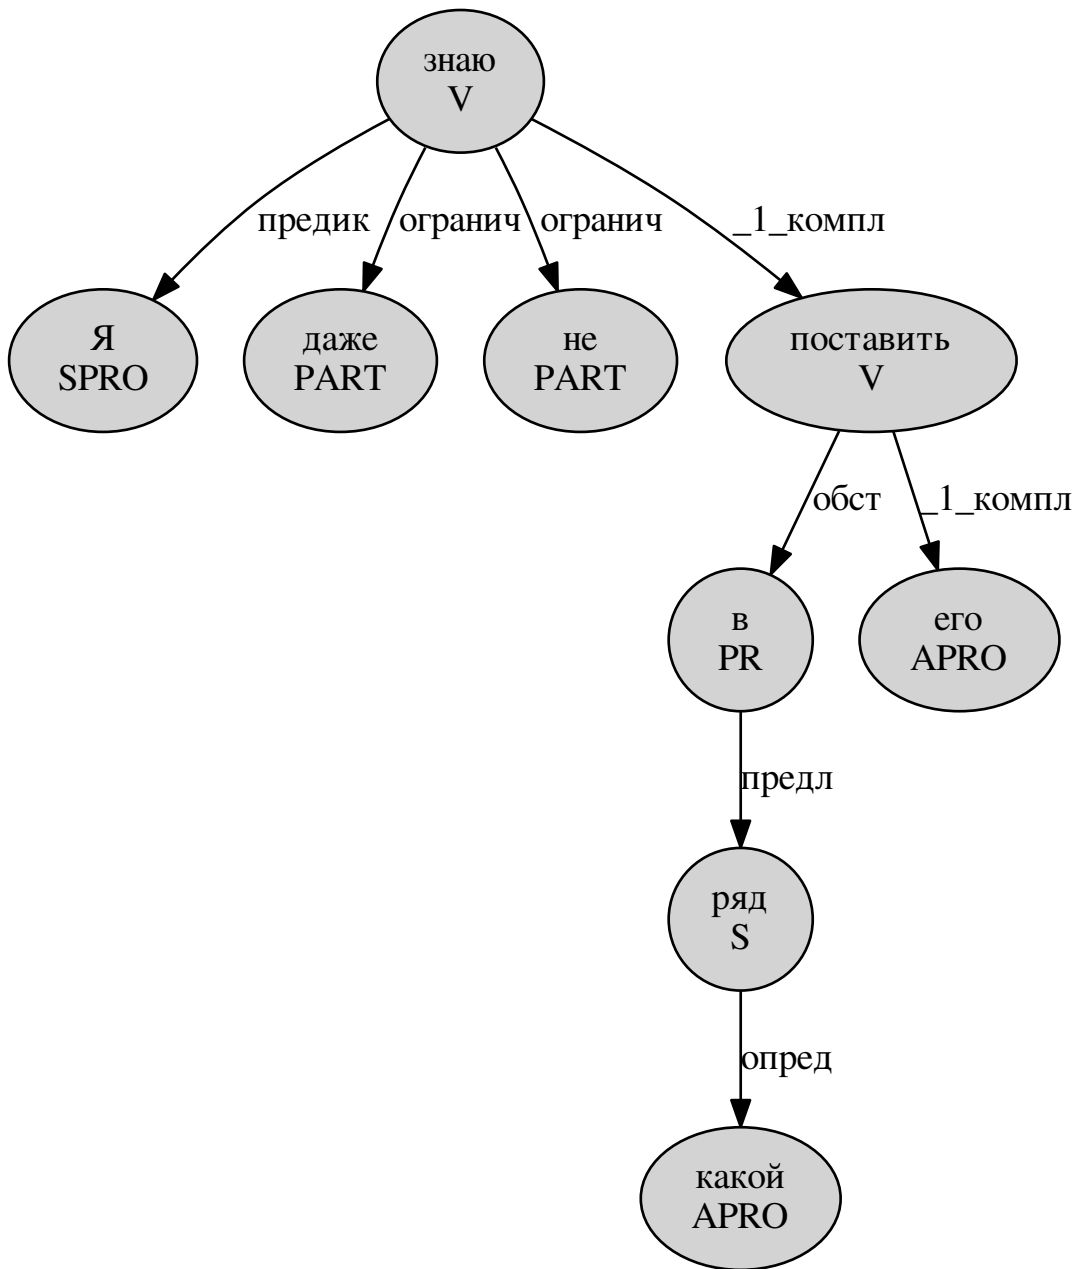 знаю
V
предик
огранич
огранич
_1_компл
Я
SPRO
даже
PART
не
PART
поставить
V
обст
_1_компл
в
PR
его
APRO
предл
ряд
S
опред
какой
APRO